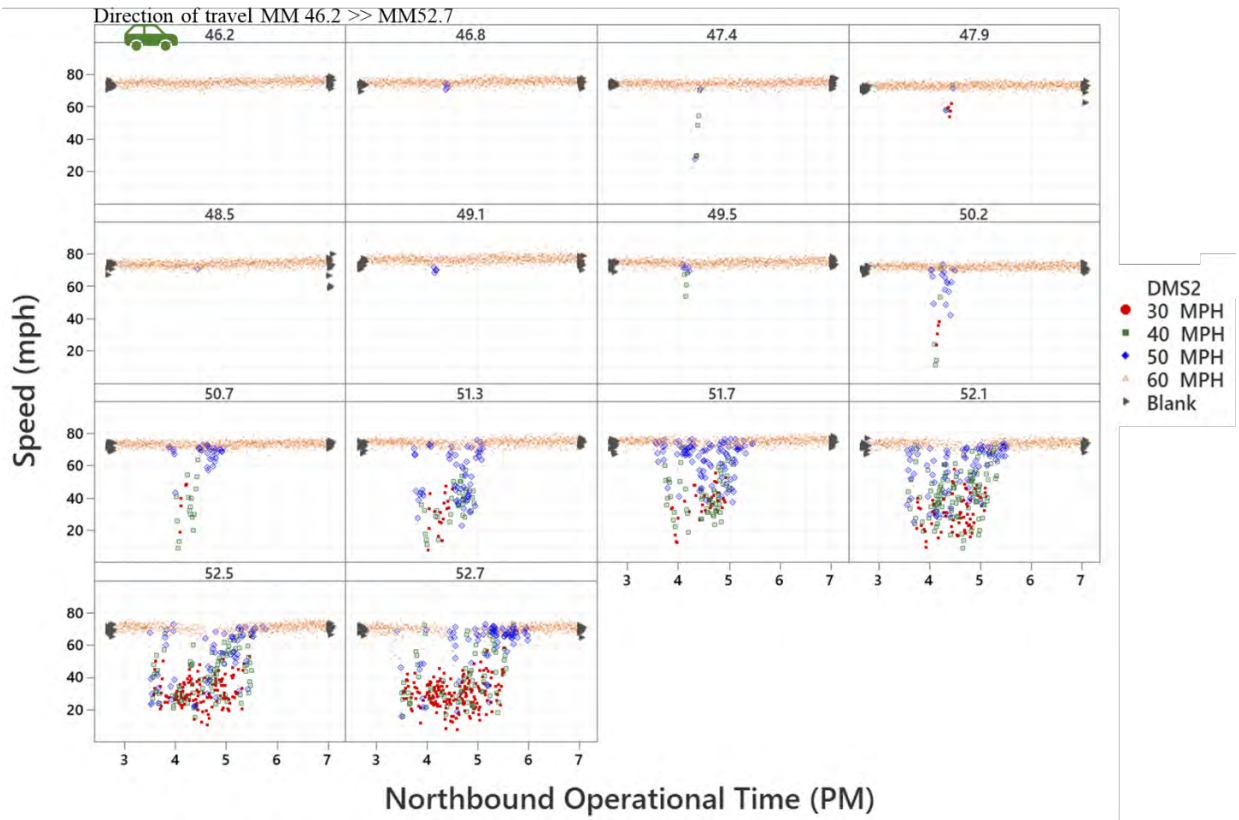 Direction of travel MM 46.2 >> MM52.7
46.2 46.8 47.4 47.9
80
60
40
20
48.5 49.1 49.5 50.2
80
60
40
20
50.7 51.3 51.7 52.1
80
60
40
20
3 4 5 6 7 3 4 5 6 7
52.5 52.7
80
60
40
20
3 4 5 6 7 3 4 5 6 7
Speed (mph)
Northbound Operational Time (PM)
DMS2
30 MPH
40 MPH
50 MPH
60 MPH
Blank